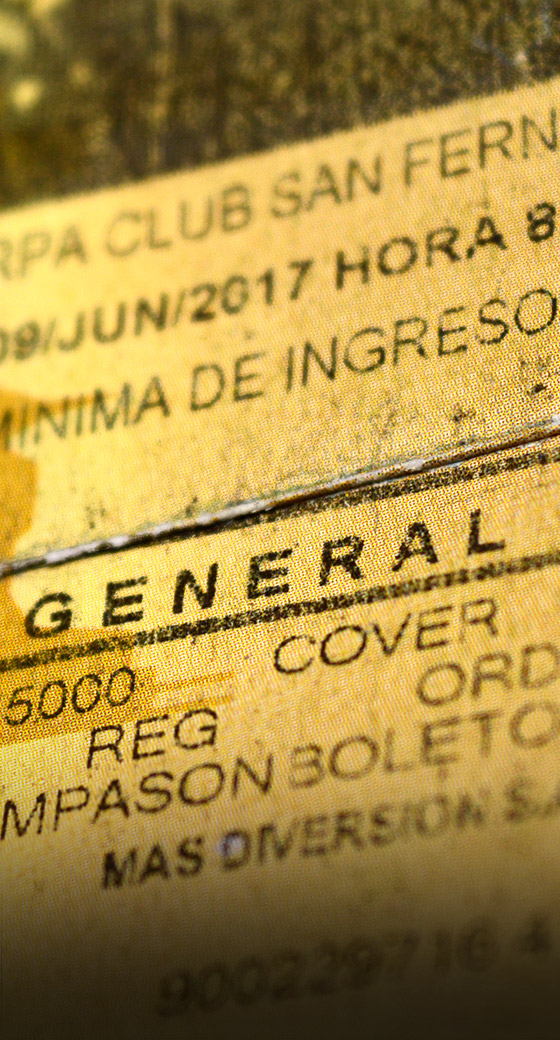 RPA CLUB SAN FERN
09/JUN/2017 HORA 8
MINIMA DE INGRESO
GENERAL
5000 COVER
REG ORD
MPASON BOLETO
MAS DIVERSION S.A